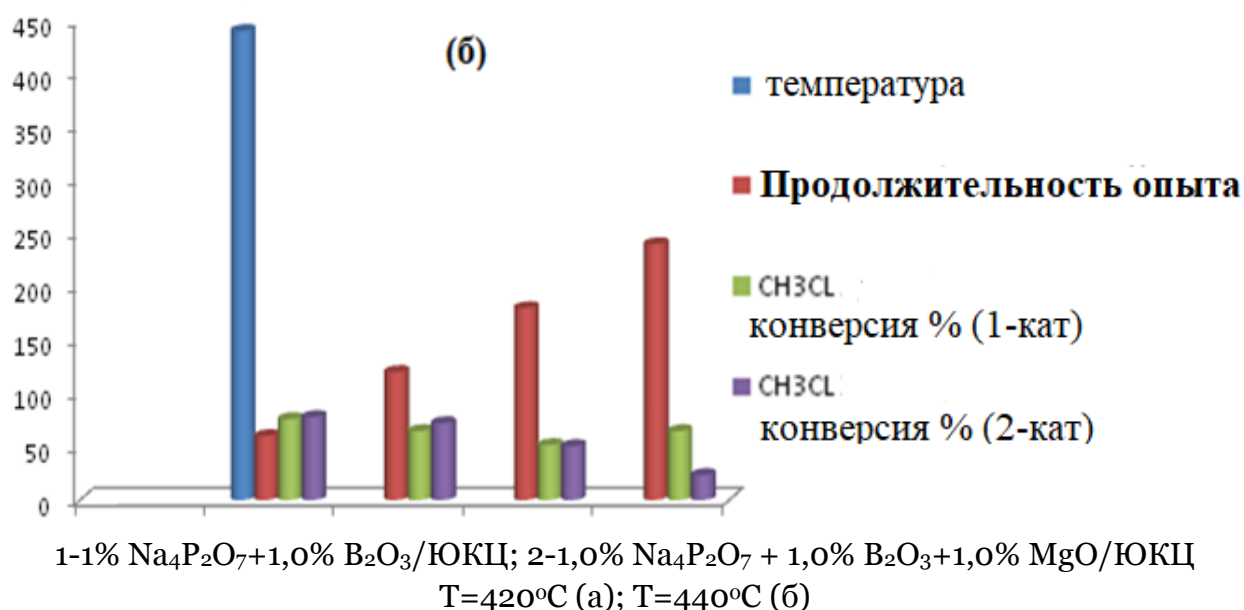 450
(б)
400
температура
350
300
Продолжительность опыта
250
200
CH3CL
конверсия % (1-кат)
150
100
CH3CL
конверсия % (2-кат)
50
0
1-1% Na₄P₂O₇+1,0% B₂O₃/ЮКЦ; 2-1,0% Na₄P₂O₇ + 1,0% B₂O₃+1,0% MgO/ЮКЦ
T=420°C (а); T=440°C (б)